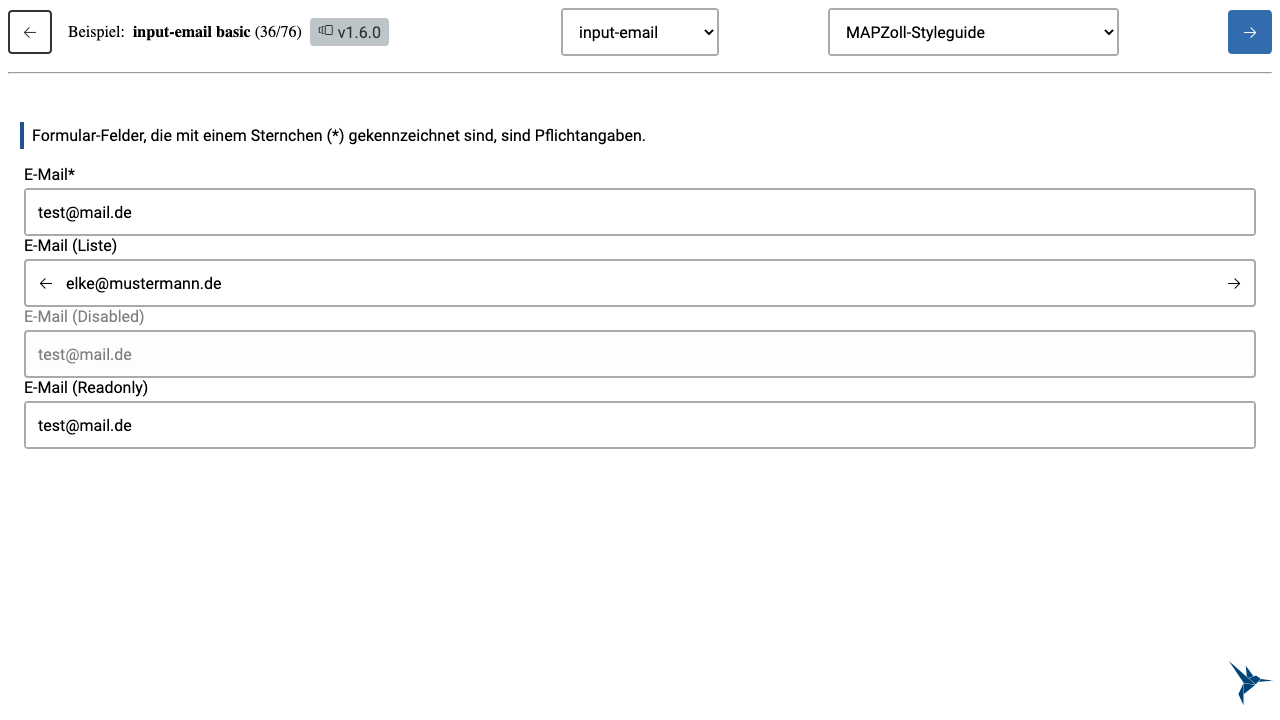 Beispiel: input-email basic (36/76) v1.6.0 input-email MAPZoll-Styleguide
Formular-Felder, die mit einem Sternchen (*) gekennzeichnet sind, sind Pflichtangaben.
E-Mail*
test@mail.de
E-Mail (Liste)
elke@mustermann.de
E-Mail (Disabled)
test@mail.de
E-Mail (Readonly)
test@mail.de